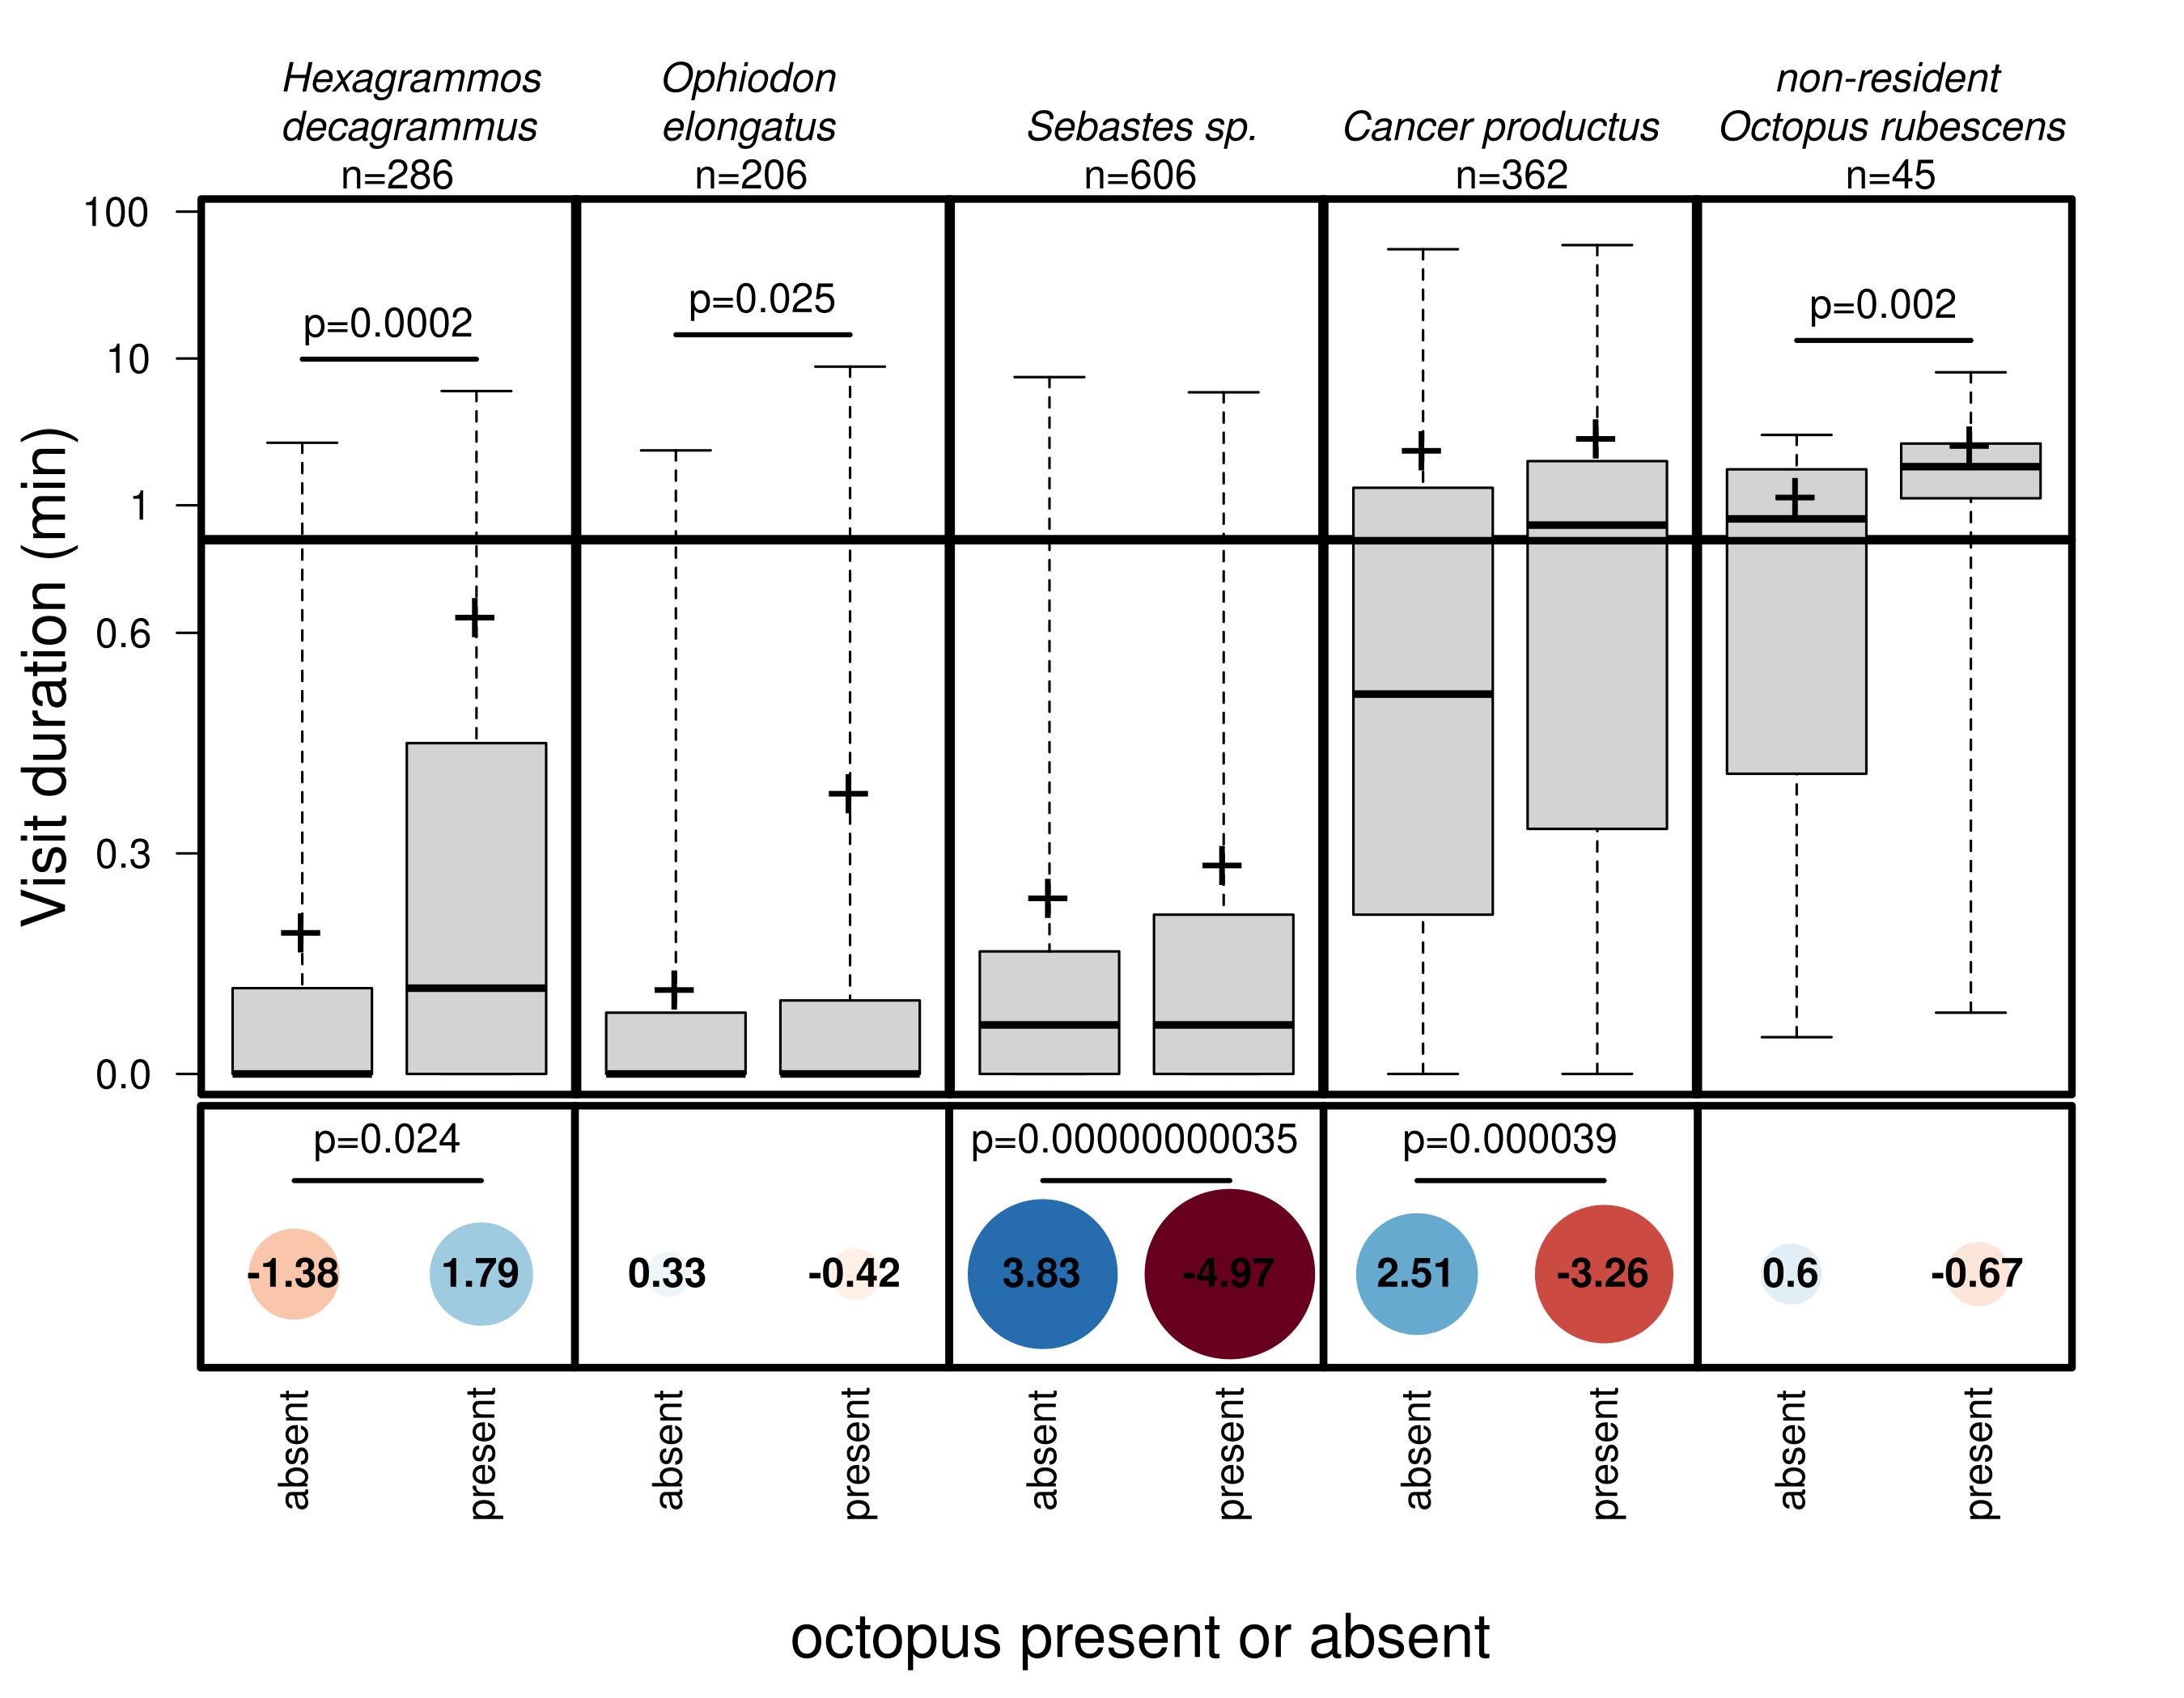 Hexagrammos
decagrammus
n=286
Ophiodon
elongatus
n=206
Sebastes sp.
n=606
Cancer productus
n=362
non-resident
Octopus rubescens
n=45
Visit duration (min)
100
10
1
0.6
0.3
0.0
p=0.0002
p=0.025
p=0.002
p=0.024
p=0.00000000035
p=0.000039
-1.38
1.79
0.33
-0.42
3.83
-4.97
2.51
-3.26
0.6
-0.67
absent
present
absent
present
absent
present
absent
present
absent
present
octopus present or absent